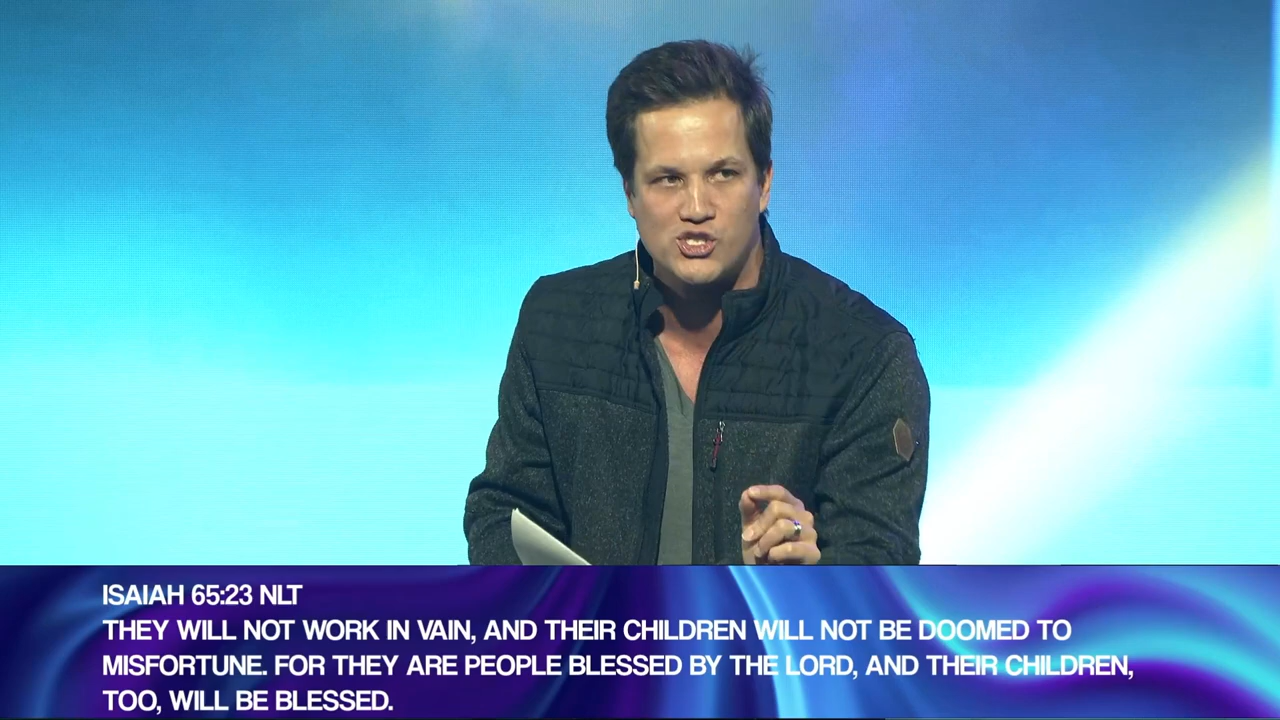 ISAIAH 65:23 NLT
THEY WILL NOT WORK IN VAIN, AND THEIR CHILDREN WILL NOT BE DOOMED TO
MISFORTUNE. FOR THEY ARE PEOPLE BLESSED BY THE LORD, AND THEIR CHILDREN,
TOO, WILL BE BLESSED.